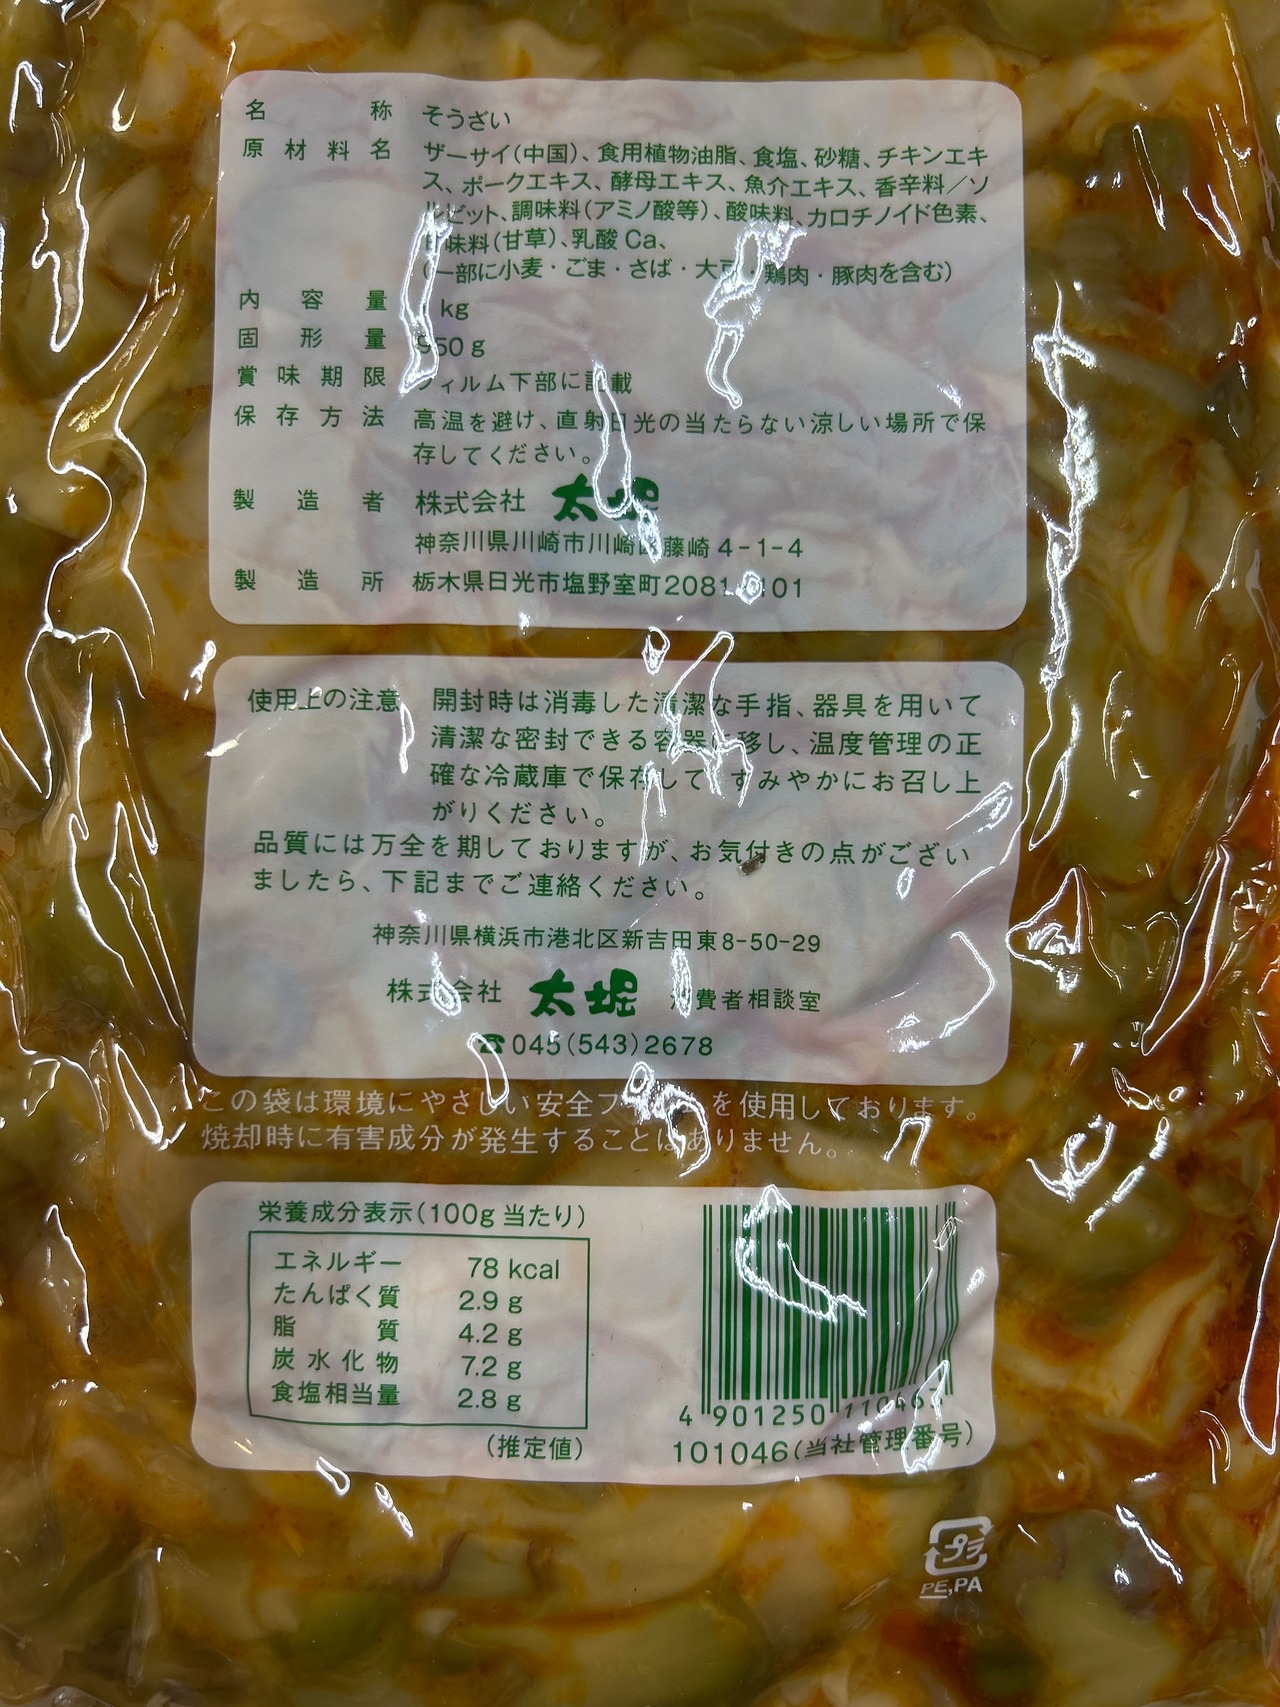 名称 そうざい
原材料名 ザーサイ(中国)、食用植物油脂、食塩、砂糖、チキンエキ
ス、ポークエキス、酵母エキス、魚介エキス、香辛料／ソ
ルビット、調味料(アミノ酸等)、酸味料、カロチノイド色素、
甘味料(甘草)、乳酸Ca、
(一部に小麦・ごま・さば・大豆・鶏肉・豚肉を含む)
内容量 kg
固形量 950g
賞味期限 フィルム下部に記載
保存方法 高温を避け、直射日光の当たらない涼しい場所で保
存してください。
製造者 株式会社 太堀
神奈川県川崎市川崎区藤崎4-1-4
製造所 栃木県日光市塩野室町2081 101
使用上の注意 開封時は消毒した清潔な手指、器具を用いて
清潔な密封できる容器に移し、温度管理の正
確な冷蔵庫で保存して すみやかにお召し上
がりください。
品質には万全を期しておりますが、お気付きの点がござい
ましたら、下記までご連絡ください。
神奈川県横浜市港北区新吉田東8-50-29
株式会社 太堀 消費者相談室
☎045(543)2678
この袋は環境にやさしい安全フィルムを使用しております。
焼却時に有害成分が発生することはありません。
栄養成分表示(100g当たり)
エネルギー 78 kcal
たんぱく質 2.9 g
脂質 4.2 g
炭水化物 7.2 g
食塩相当量 2.8 g
(推定値)
4 901250 110463
101046(当社管理番号)
プラ
PE,PA